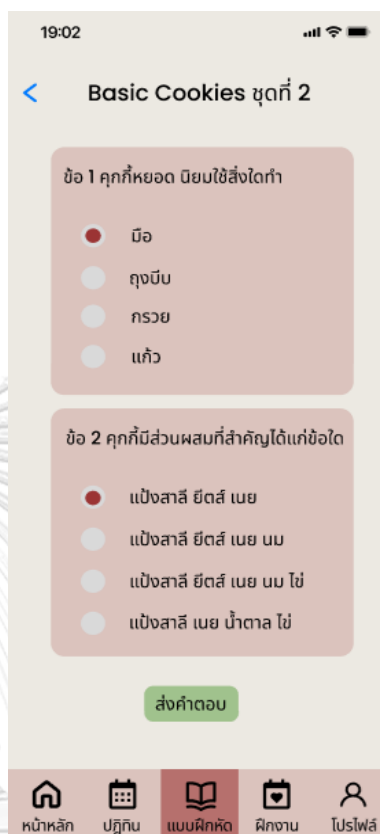 19:02
Basic Cookies ชุดที่ 2
ข้อ 1 คุกกี้หยอด นิยมใช้สิ่งใดทำ
มือ
ถุงบีบ
กรวย
แก้ว
ข้อ 2 คุกกี้มีส่วนผสมที่สำคัญได้แก่ข้อใด
แป้งสาลี ยีตส์ เนย
แป้งสาลี ยีตส์ เนย นม
แป้งสาลี ยีตส์ เนย นม ไข่
แป้งสาลี เนย น้ำตาล ไข่
ส่งคำตอบ
หน้าหลัก ปฏิทิน แบบฝึกหัด ฝึกงาน โปรไฟล์